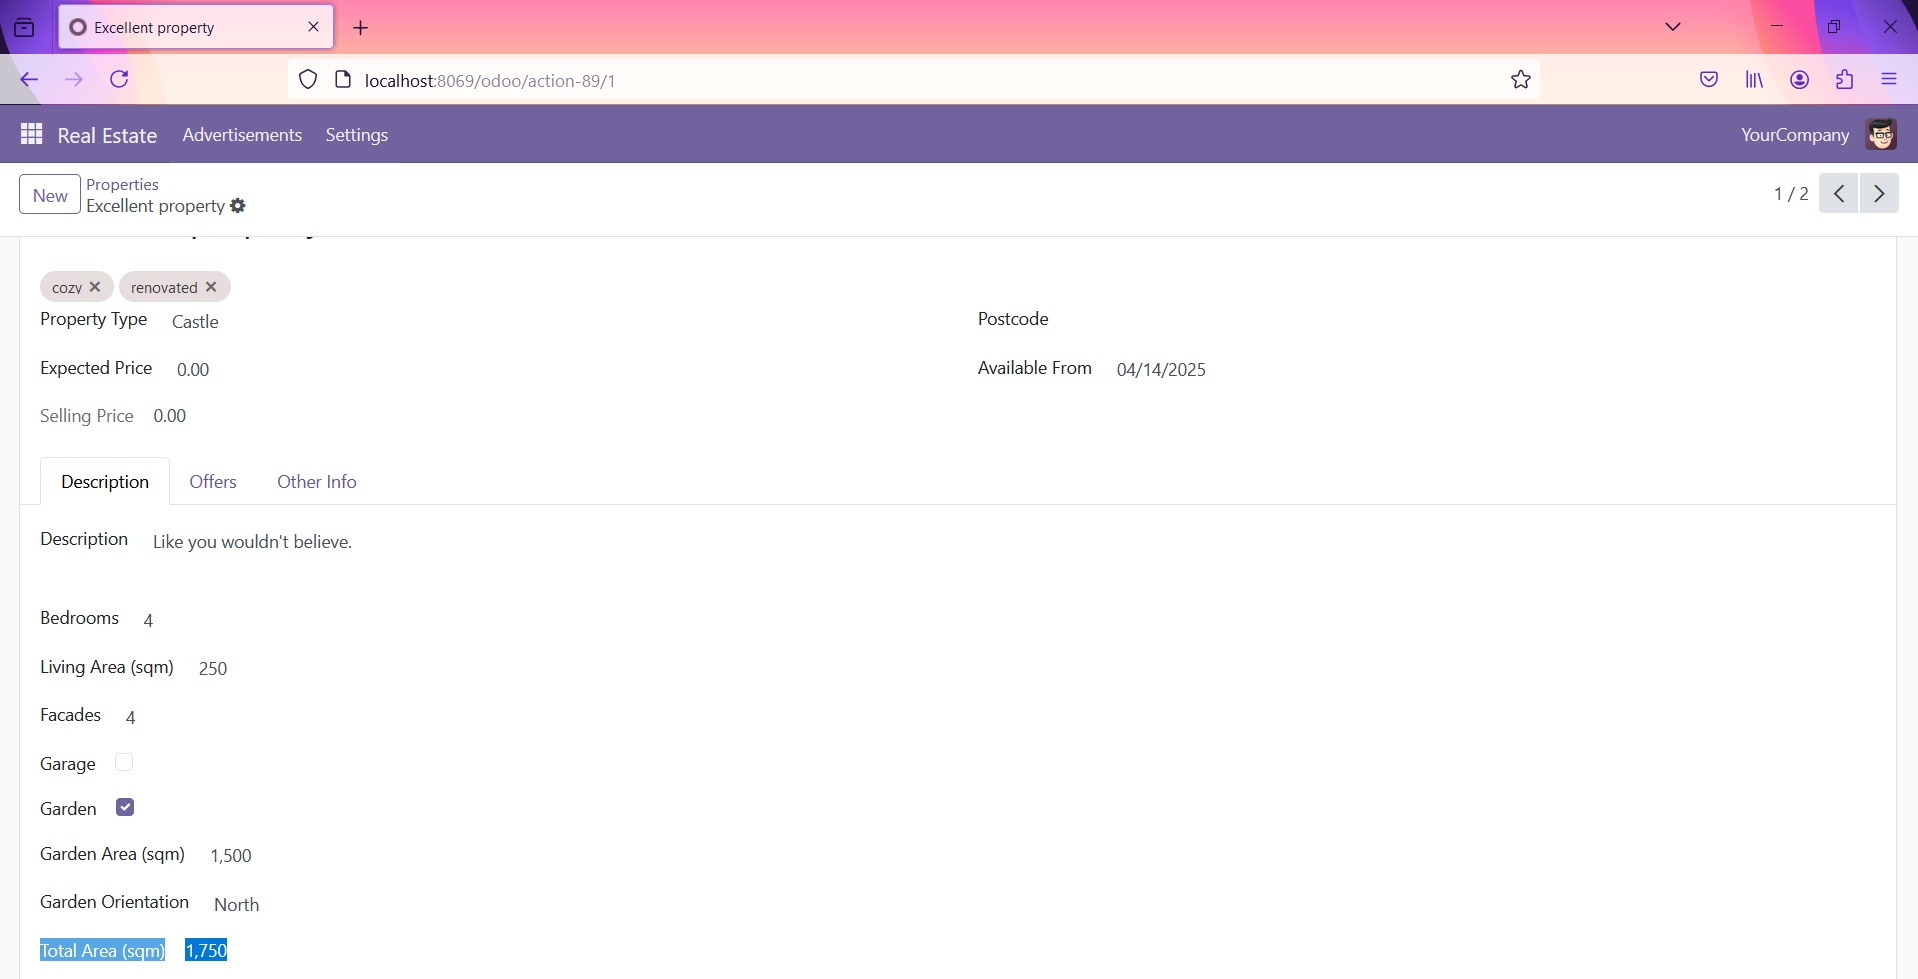 Excellent property
localhost:8069/odoo/action-89/1
Real Estate Advertisements Settings YourCompany
New Properties
Excellent property 1 / 2
cozy renovated
Property Type Castle Postcode
Expected Price 0.00 Available From 04/14/2025
Selling Price 0.00
Description Offers Other Info
Description Like you wouldn't believe.
Bedrooms 4
Living Area (sqm) 250
Facades 4
Garage
Garden
Garden Area (sqm) 1,500
Garden Orientation North
Total Area (sqm) 1,750